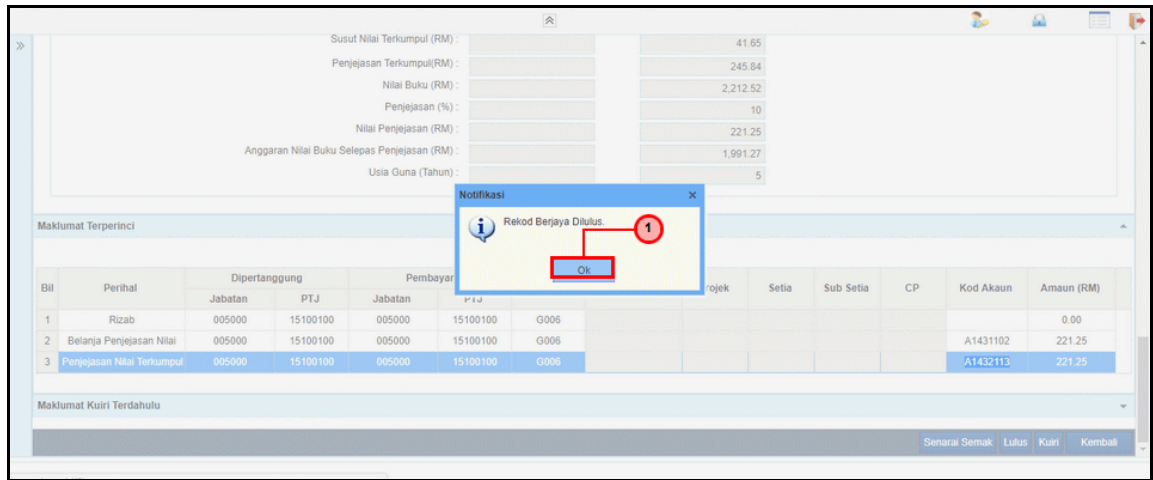 Susut Nilai Terkumpul (RM) : 41.65
Penjejasan Terkumpul(RM) : 245.84
Nilai Buku (RM) : 2,212.52
Penjejasan (%) : 10
Nilai Penjejasan (RM) : 221.25
Anggaran Nilai Buku Selepas Penjejasan (RM) : 1,991.27
Usia Guna (Tahun) : 5
Notifikasi ×
Rekod Berjaya Dilulus.
1
Ok
Maklumat Terperinci
Bil Perihal Dipertanggung Pembayar Projek Setia Sub Setia CP Kod Akaun Amaun (RM)
Jabatan PTJ Jabatan PTJ
1 Rizab 005000 15100100 005000 15100100 G006 0.00
2 Belanja Penjejasan Nilai 005000 15100100 005000 15100100 G006 A1431102 221.25
3 Penjejasan Nilai Terkumpul 005000 15100100 005000 15100100 G006 A1432113 221.25
Maklumat Kuiri Terdahulu
Senarai Semak Lulus Kuiri Kembali